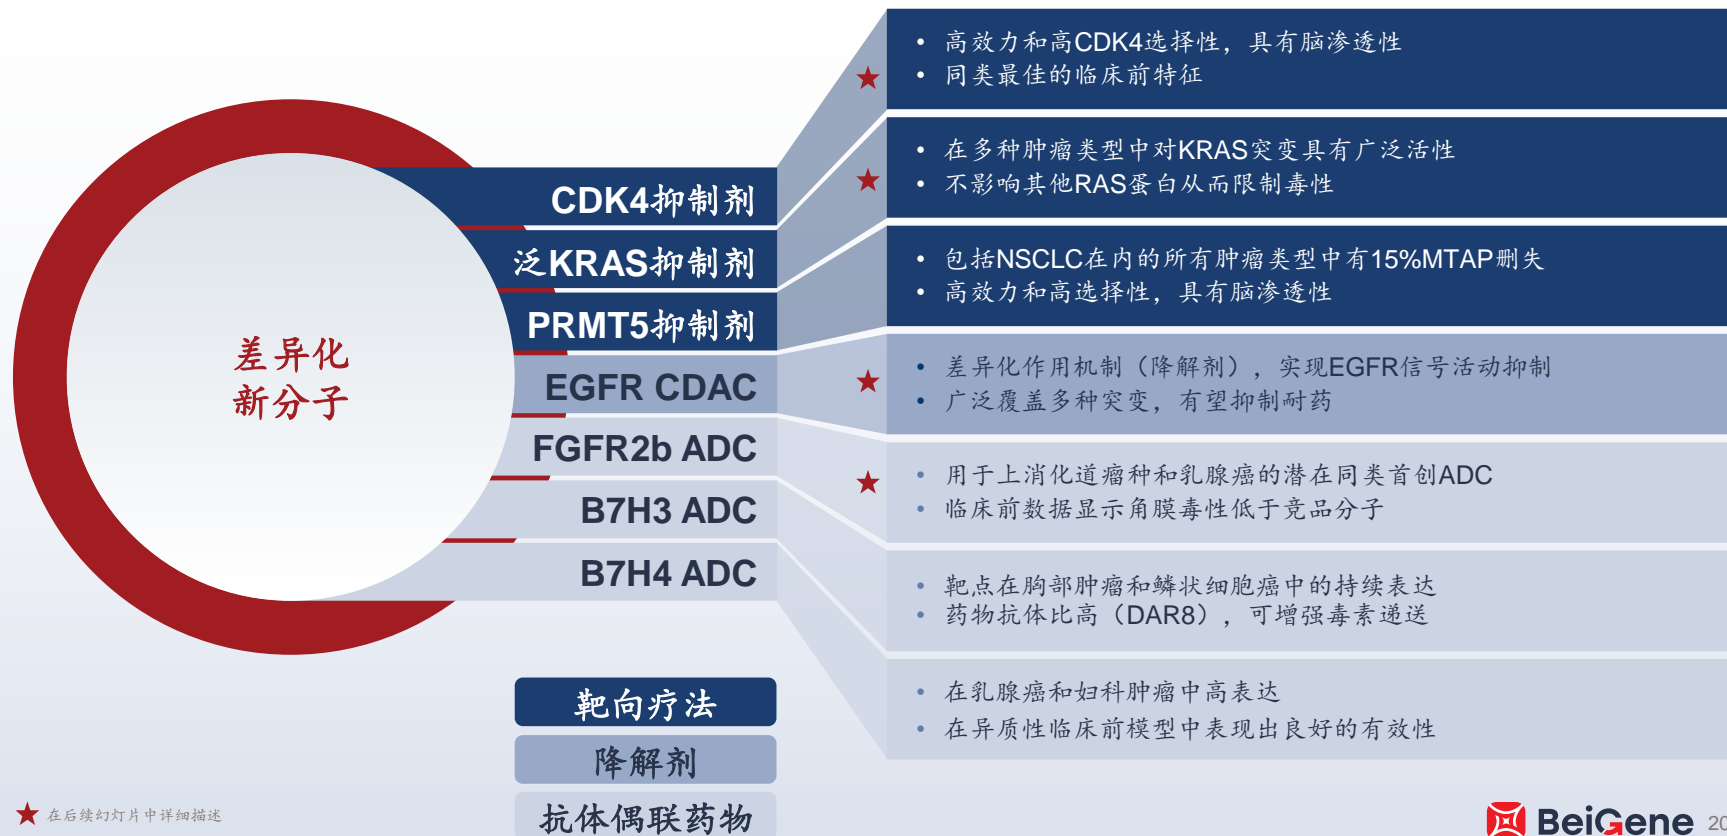 差异化
新分子
CDK4抑制剂
泛KRAS抑制剂
PRMT5抑制剂
EGFR CDAC
FGFR2b ADC
B7H3 ADC
B7H4 ADC
• 高效力和高CDK4选择性，具有脑渗透性
• 同类最佳的临床前特征
• 在多种肿瘤类型中对KRAS突变具有广泛活性
• 不影响其他RAS蛋白从而限制毒性
• 包括NSCLC在内的所有肿瘤类型中有15%MTAP删失
• 高效力和高选择性，具有脑渗透性
• 差异化作用机制（降解剂），实现EGFR信号活动抑制
• 广泛覆盖多种突变，有望抑制耐药
• 用于上消化道瘤种和乳腺癌的潜在同类首创ADC
• 临床前数据显示角膜毒性低于竞品分子
• 靶点在胸部肿瘤和鳞状细胞癌中的持续表达
• 药物抗体比高（DAR8），可增强毒素递送
• 在乳腺癌和妇科肿瘤中高表达
• 在异质性临床前模型中表现出良好的有效性
靶向疗法
降解剂
抗体偶联药物
★ 在后续幻灯片中详细描述
BeiGene 20